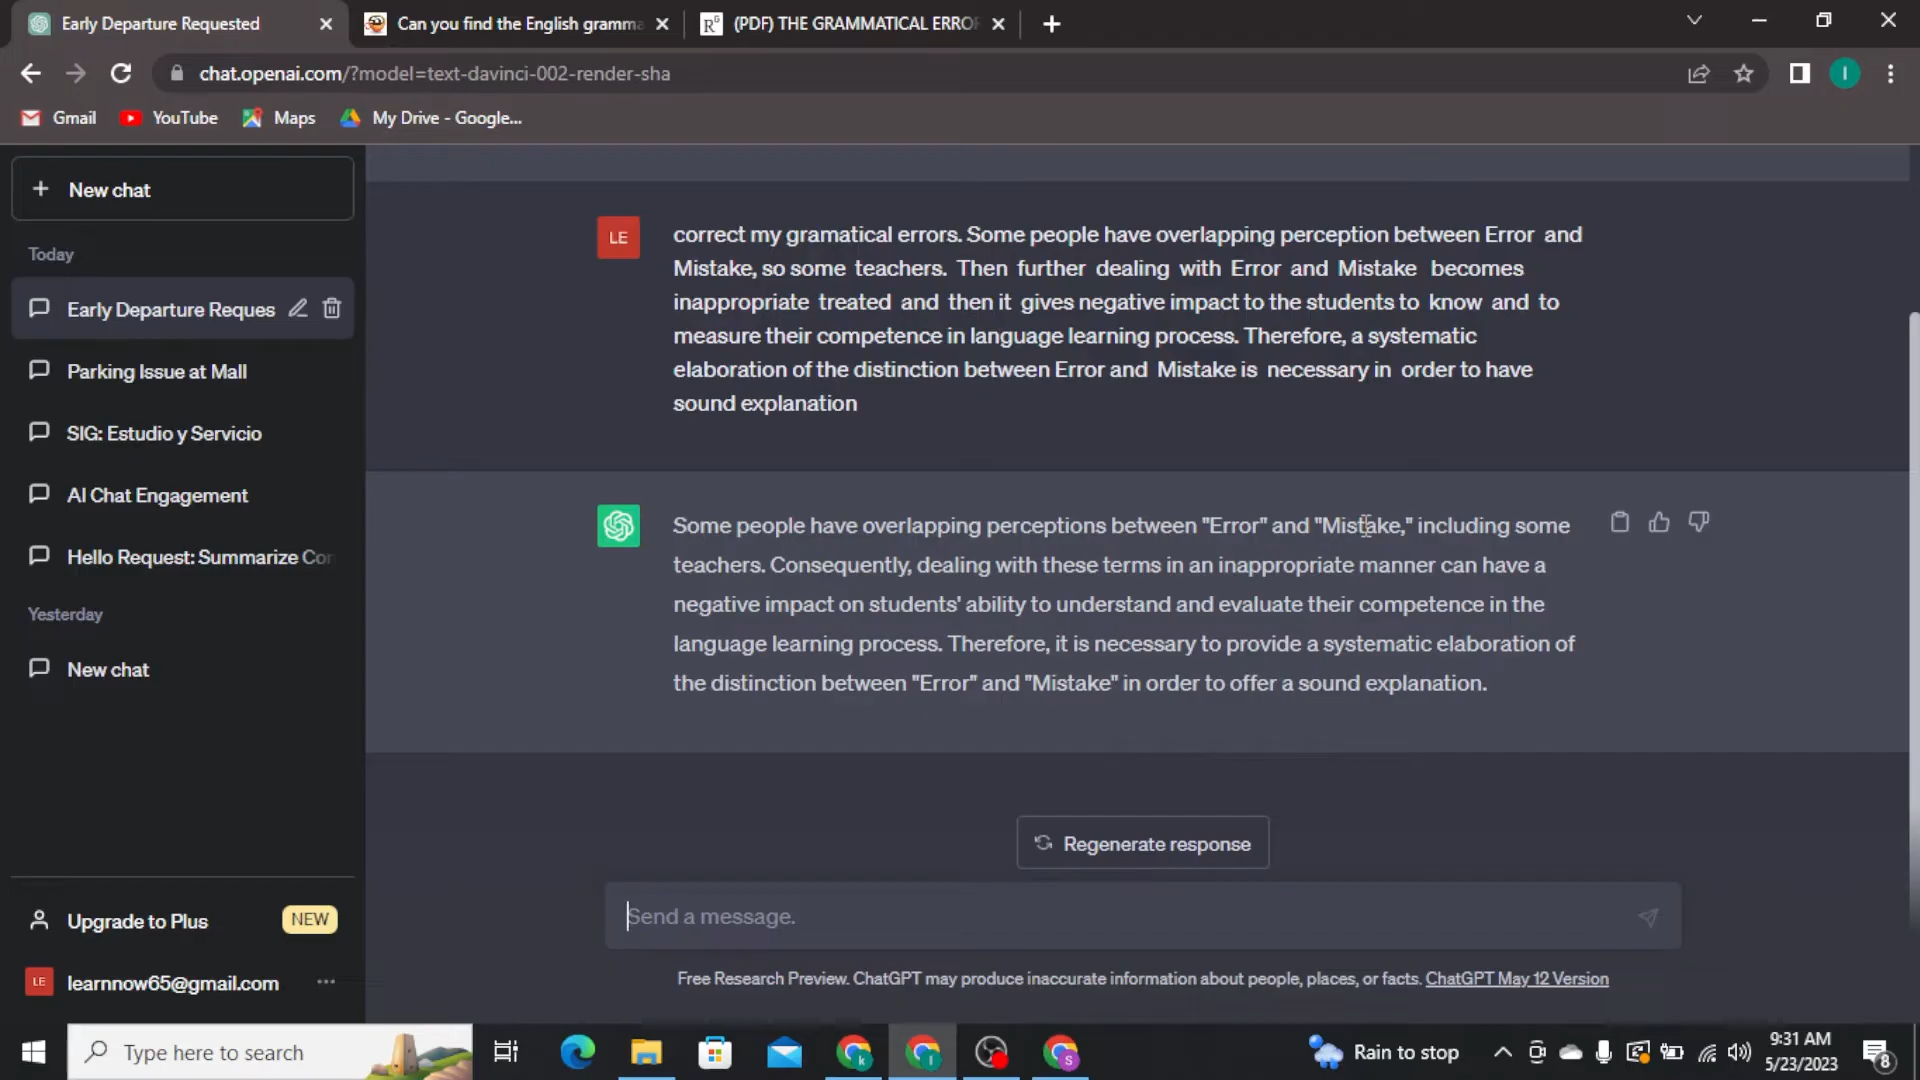 Early Departure Requested
Can you find the English gramma
R^G (PDF) THE GRAMMATICAL ERRO
chat.openai.com/?model=text-davinci-002-render-sha
I
Gmail YouTube Maps My Drive - Google...
New chat
Today
Early Departure Reques
Parking Issue at Mall
SIG: Estudio y Servicio
AI Chat Engagement
Hello Request: Summarize Con
Yesterday
New chat
Upgrade to Plus NEW
LE learnnow65@gmail.com
LE
correct my gramatical errors. Some people have overlapping perception between Error and
Mistake, so some teachers. Then further dealing with Error and Mistake becomes
inappropriate treated and then it gives negative impact to the students to know and to
measure their competence in language learning process. Therefore, a systematic
elaboration of the distinction between Error and Mistake is necessary in order to have
sound explanation
Some people have overlapping perceptions between "Error" and "Mistake," including some
teachers. Consequently, dealing with these terms in an inappropriate manner can have a
negative impact on students' ability to understand and evaluate their competence in the
language learning process. Therefore, it is necessary to provide a systematic elaboration of
the distinction between "Error" and "Mistake" in order to offer a sound explanation.
Regenerate response
Send a message.
Free Research Preview. ChatGPT may produce inaccurate information about people, places, or facts. ChatGPT May 12 Version
Type here to search
k
I
S
Rain to stop
9:31 AM
5/23/2023
8